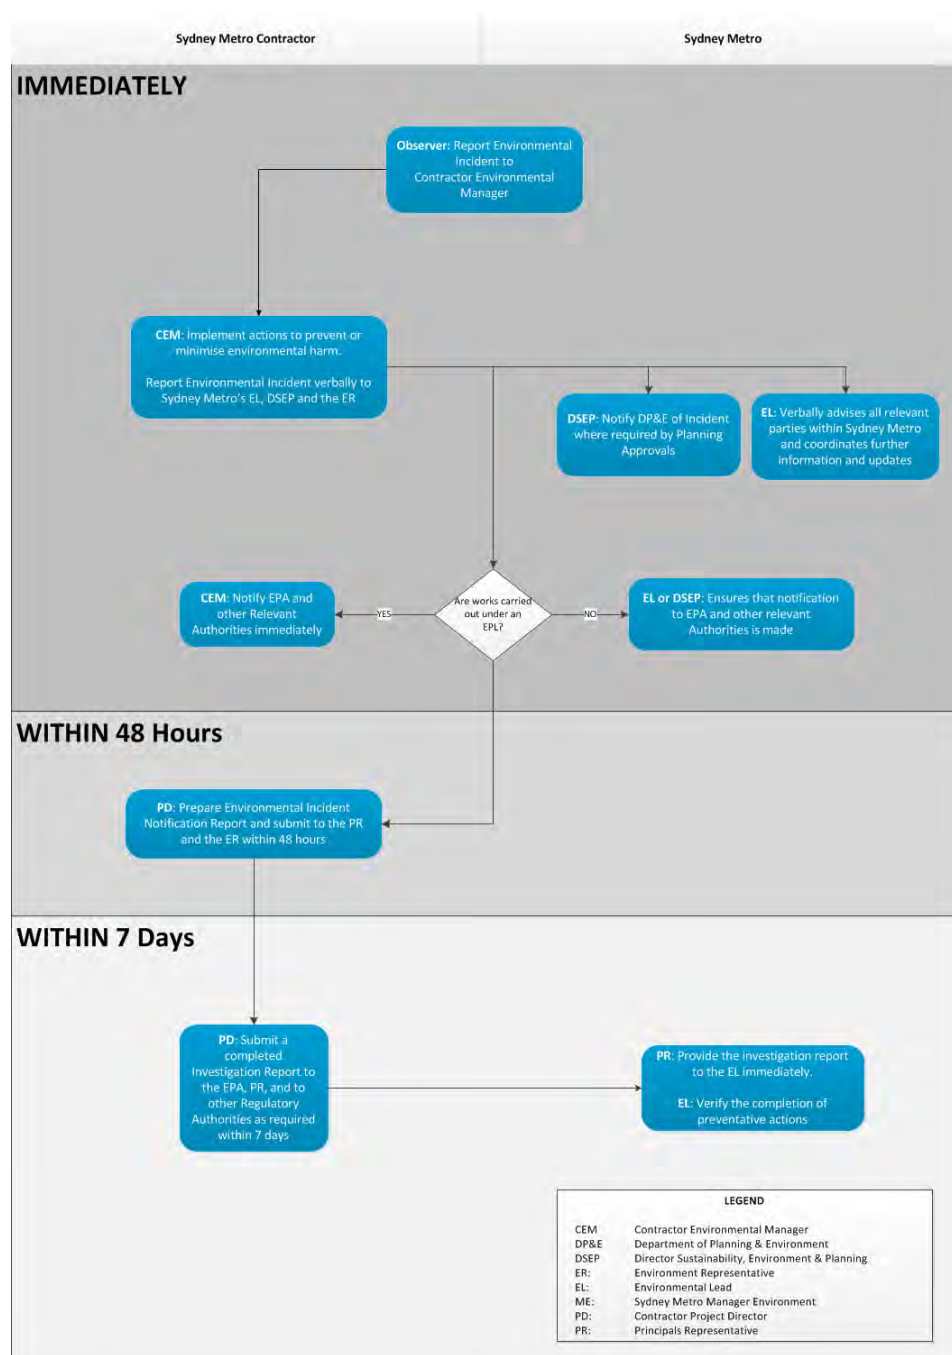 Sydney Metro Contractor
Sydney Metro
IMMEDIATELY
Observer: Report Environmental
Incident to
Contractor Environmental
Manager
CEM: Implement actions to prevent or
minimise environmental harm.
Report Environmental Incident verbally to
Sydney Metro's EL, DSEP and the ER
DSEP: Notify DP&E of Incident
where required by Planning
Approvals
EL: Verbally advises all relevant
parties within Sydney Metro
and coordinates further
information and updates
CEM: Notify EPA and
other Relevant
Authorities immediately
YES
Are works carried
out under an
EPL?
NO
EL or DSEP: Ensures that notification
to EPA and other relevant
Authorities is made
WITHIN 48 Hours
PD: Prepare Environmental Incident
Notification Report and submit to the PR
and the ER within 48 hours
WITHIN 7 Days
PD: Submit a
completed
Investigation Report to
the EPA, PR, and to
other Regulatory
Authorities as required
within 7 days
PR: Provide the investigation report
to the EL immediately.
EL: Verify the completion of
preventative actions
LEGEND
CEM Contractor Environmental Manager
DP&E Department of Planning & Environment
DSEP Director Sustainability, Environment & Planning
ER: Environment Representative
EL: Environmental Lead
ME: Sydney Metro Manager Environment
PD: Contractor Project Director
PR: Principals Representative